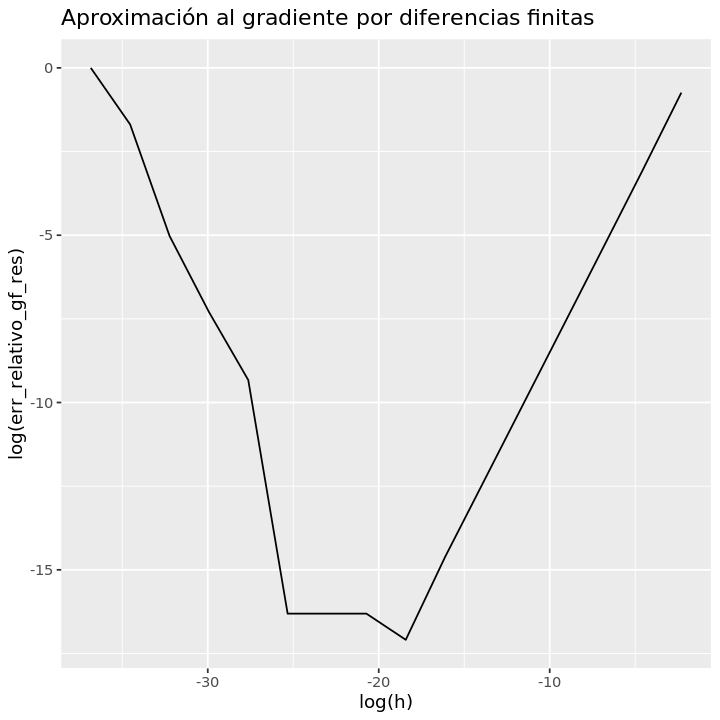 Aproximación al gradiente por diferencias finitas
0
-5
-10
-15
log(err_relativo_gf_res)
-30
-20
-10
log(h)